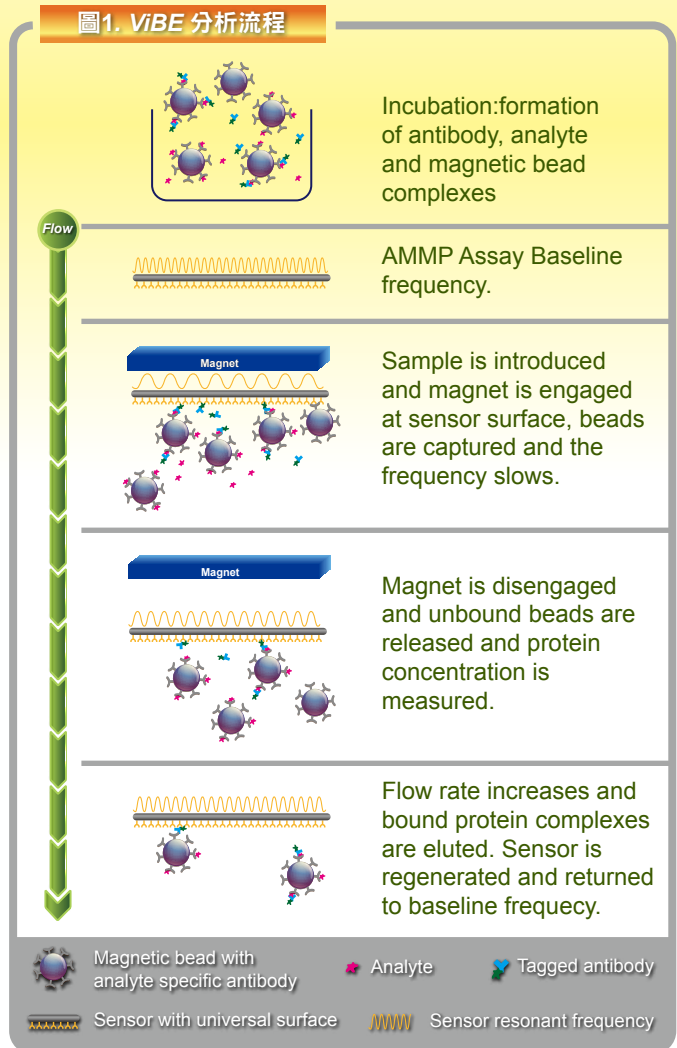 圖1. ViBE 分析流程
Incubation:formation
of antibody, analyte
and magnetic bead
complexes
Flow
AMMP Assay Baseline
frequency.
Magnet
Sample is introduced
and magnet is engaged
at sensor surface, beads
are captured and the
frequency slows.
Magnet
Magnet is disengaged
and unbound beads are
released and protein
concentration is
measured.
Flow rate increases and
bound protein complexes
are eluted. Sensor is
regenerated and returned
to baseline frequecy.
Magnetic bead with
analyte specific antibody
Analyte
Tagged antibody
Sensor with universal surface
Sensor resonant frequency